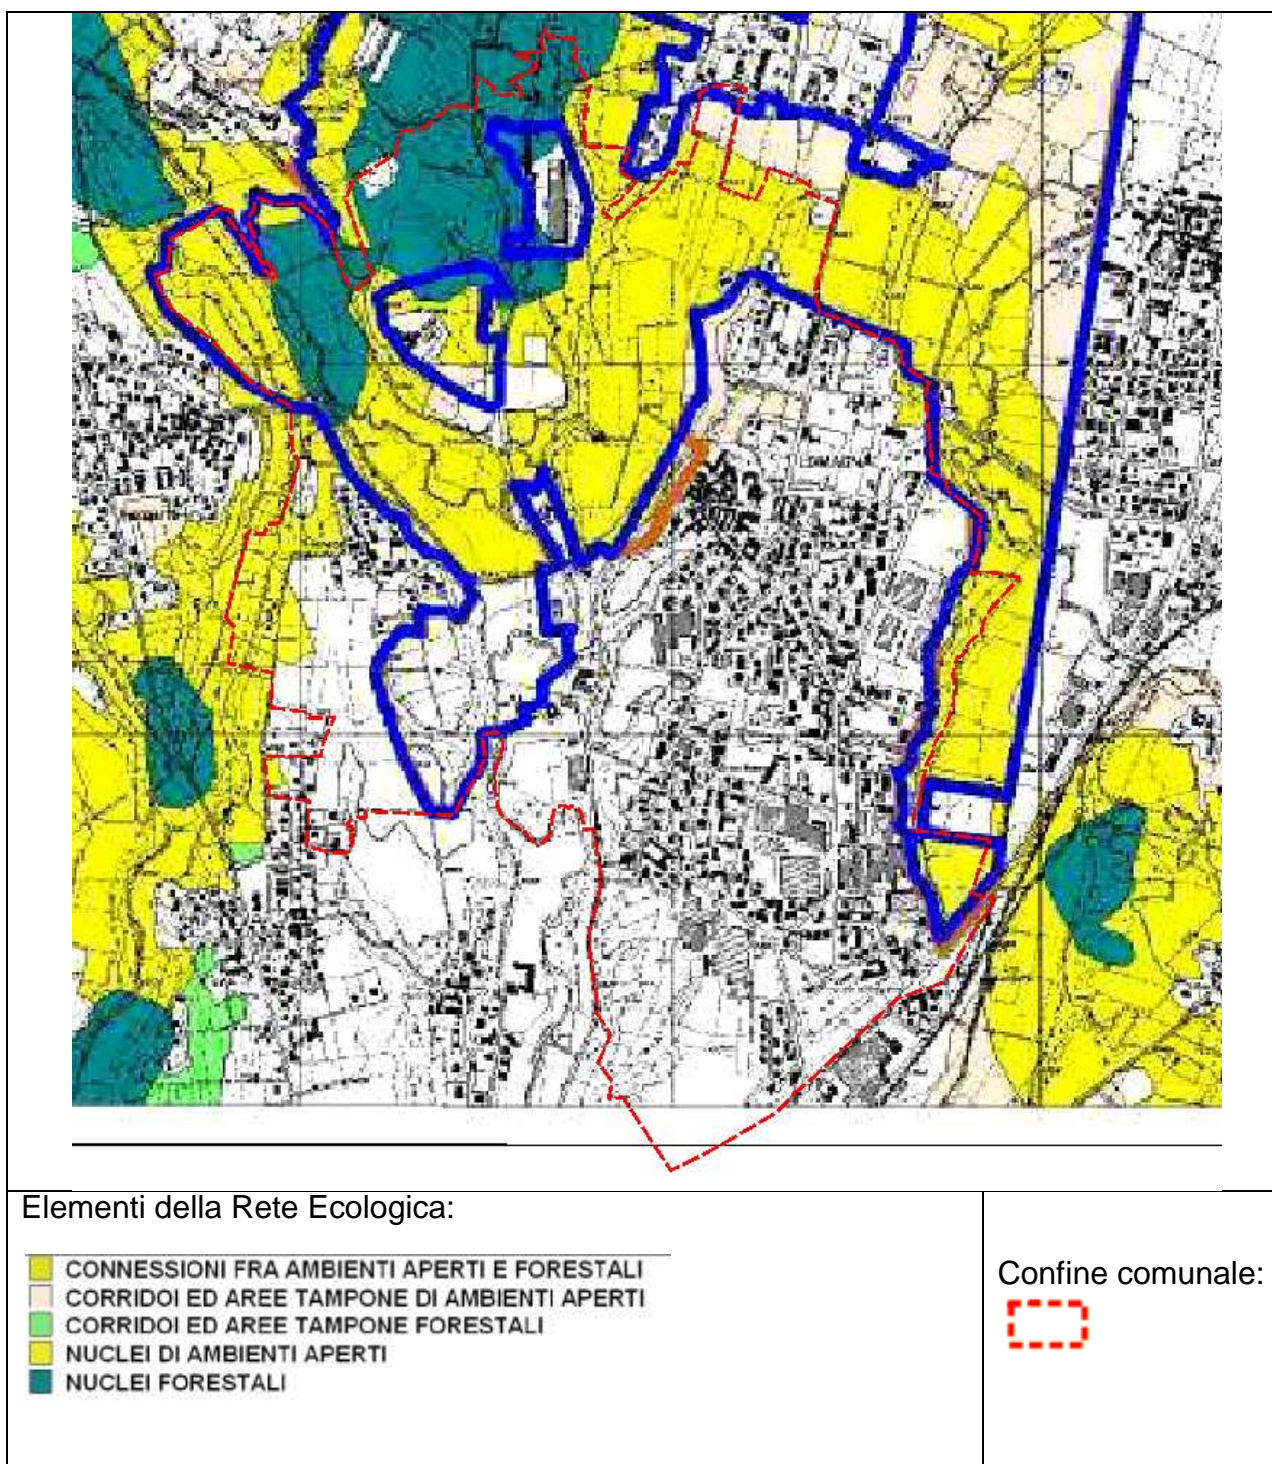 Elementi della Rete Ecologica:
CONNESSIONI FRA AMBIENTI APERTI E FORESTALI
CORRIDOI ED AREE TAMPONE DI AMBIENTI APERTI
CORRIDOI ED AREE TAMPONE FORESTALI
NUCLEI DI AMBIENTI APERTI
NUCLEI FORESTALI
Confine comunale: